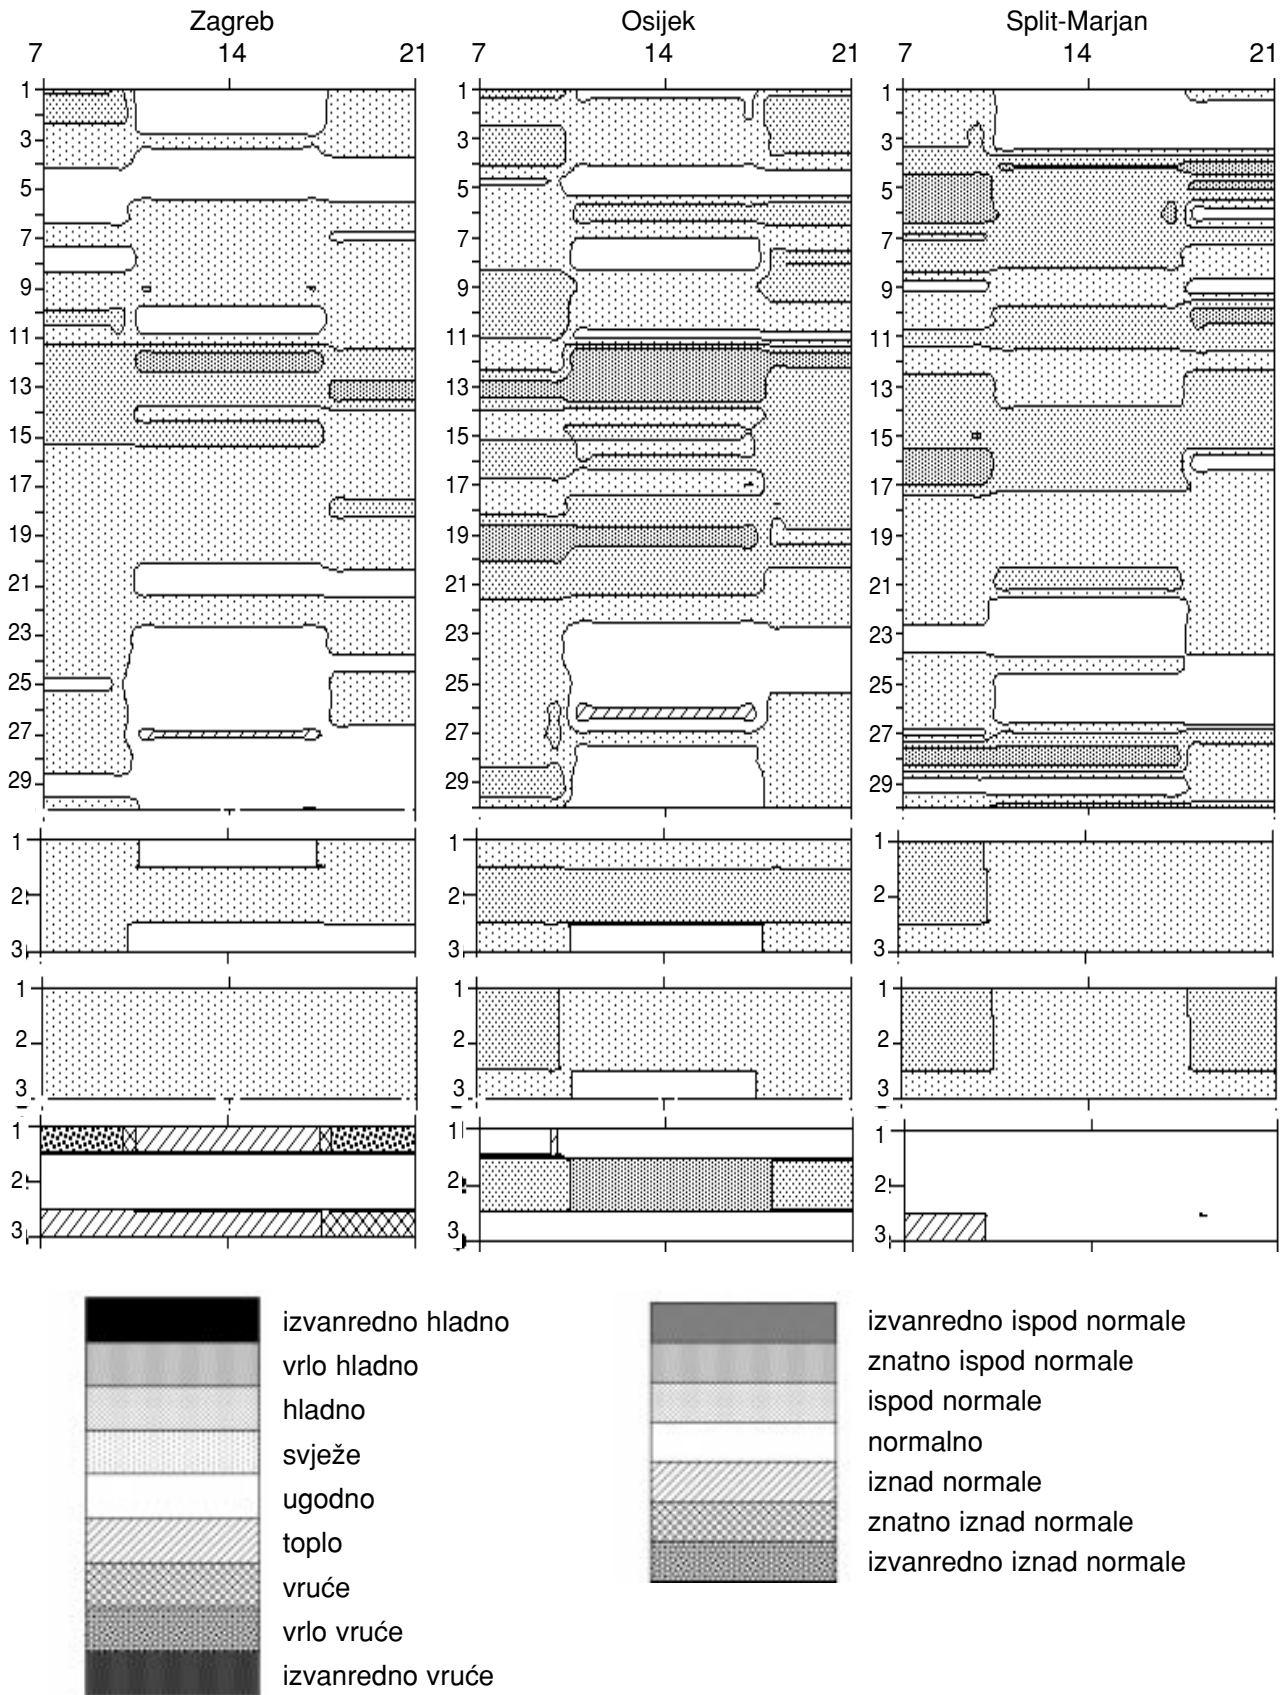 Zagreb Osijek Split-Marjan
7 14 21 7 14 21 7 14 21
1 1 1
3 3 3
5 5 5
7 7 7
9 9 9
11 11 11
13 13 13
15 15 15
17 17 17
19 19 19
21 21 21
23 23 23
25 25 25
27 27 27
29 29 29
1 1 1
2 2 2
3 3 3
1 1 1
2 2 2
3 3 3
1 1 1
2 2 2
3 3 3
izvanredno hladno
vrlo hladno
hladno
svježe
ugodno
toplo
vruće
vrlo vruće
izvanredno vruće
izvanredno ispod normale
znatno ispod normale
ispod normale
normalno
iznad normale
znatno iznad normale
izvanredno iznad normale